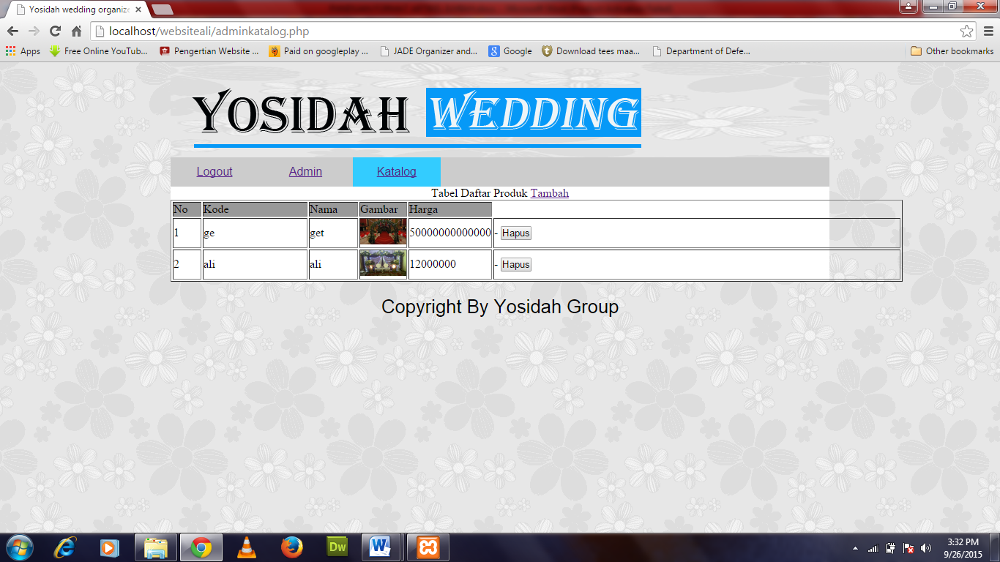 Yosidah wedding organize
localhost/websiteali/adminkatalog.php
Apps Free Online YouTub... Pengertian Website ... Paid on googleplay ... JADE Organizer and... Google Download tees maa... Department of Defe... Other bookmarks
YOSIDAH WEDDING
Logout Admin Katalog
Tabel Daftar Produk Tambah
No Kode Nama Gambar Harga
1 ge get 50000000000000 - Hapus
2 ali ali 12000000 - Hapus
Copyright By Yosidah Group
Dw
3:32 PM
9/26/2015